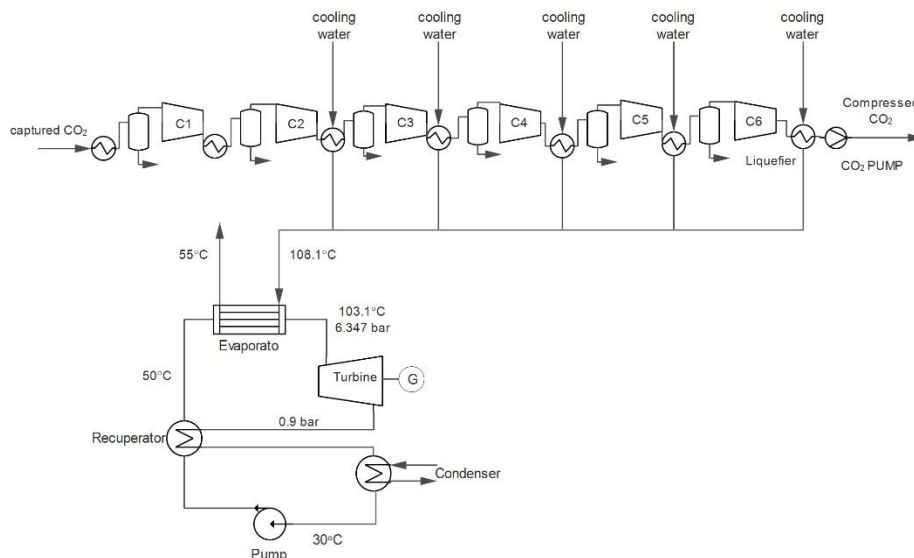 cooling
water
cooling
water
cooling
water
cooling
water
cooling
water
captured CO₂
C1
C2
C3
C4
C5
C6
Compressed
CO₂
Liquefier
CO₂ PUMP
55°C
108.1°C
103.1°C
6.347 bar
Evaporato
50°C
Turbine
G
0.9 bar
Recuperator
Condenser
30°C
Pump